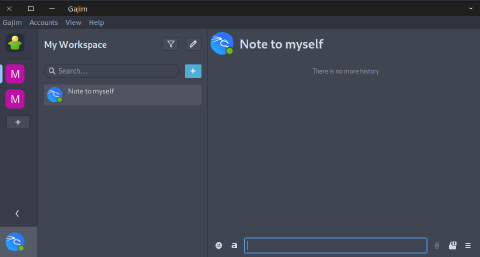 Gajim
Gajim Accounts View Help
My Workspace
Note to myself
Search...
There is no more history
M
Note to myself
M
a